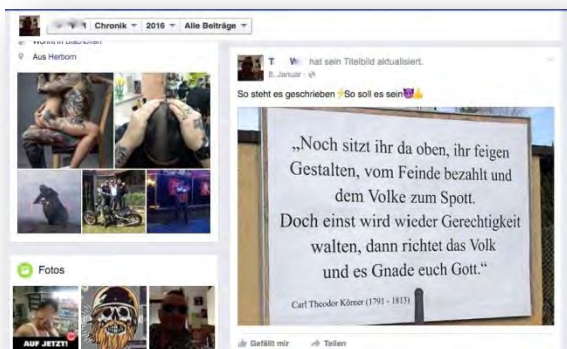 Chronik 2016 Alle Beiträge
Aus Herborn
Fotos
AUF JETZT!
T W hat sein Titelbild aktualisiert.
8. Januar
So steht es geschrieben⚡So soll es sein😈👍
„Noch sitzt ihr da oben, ihr feigen
Gestalten, vom Feinde bezahlt und
dem Volke zum Spott.
Doch einst wird wieder Gerechtigkeit
walten, dann richtet das Volk
und es Gnade euch Gott.“
Carl Theodor Körner (1791 - 1813)
Gefällt mir Teilen